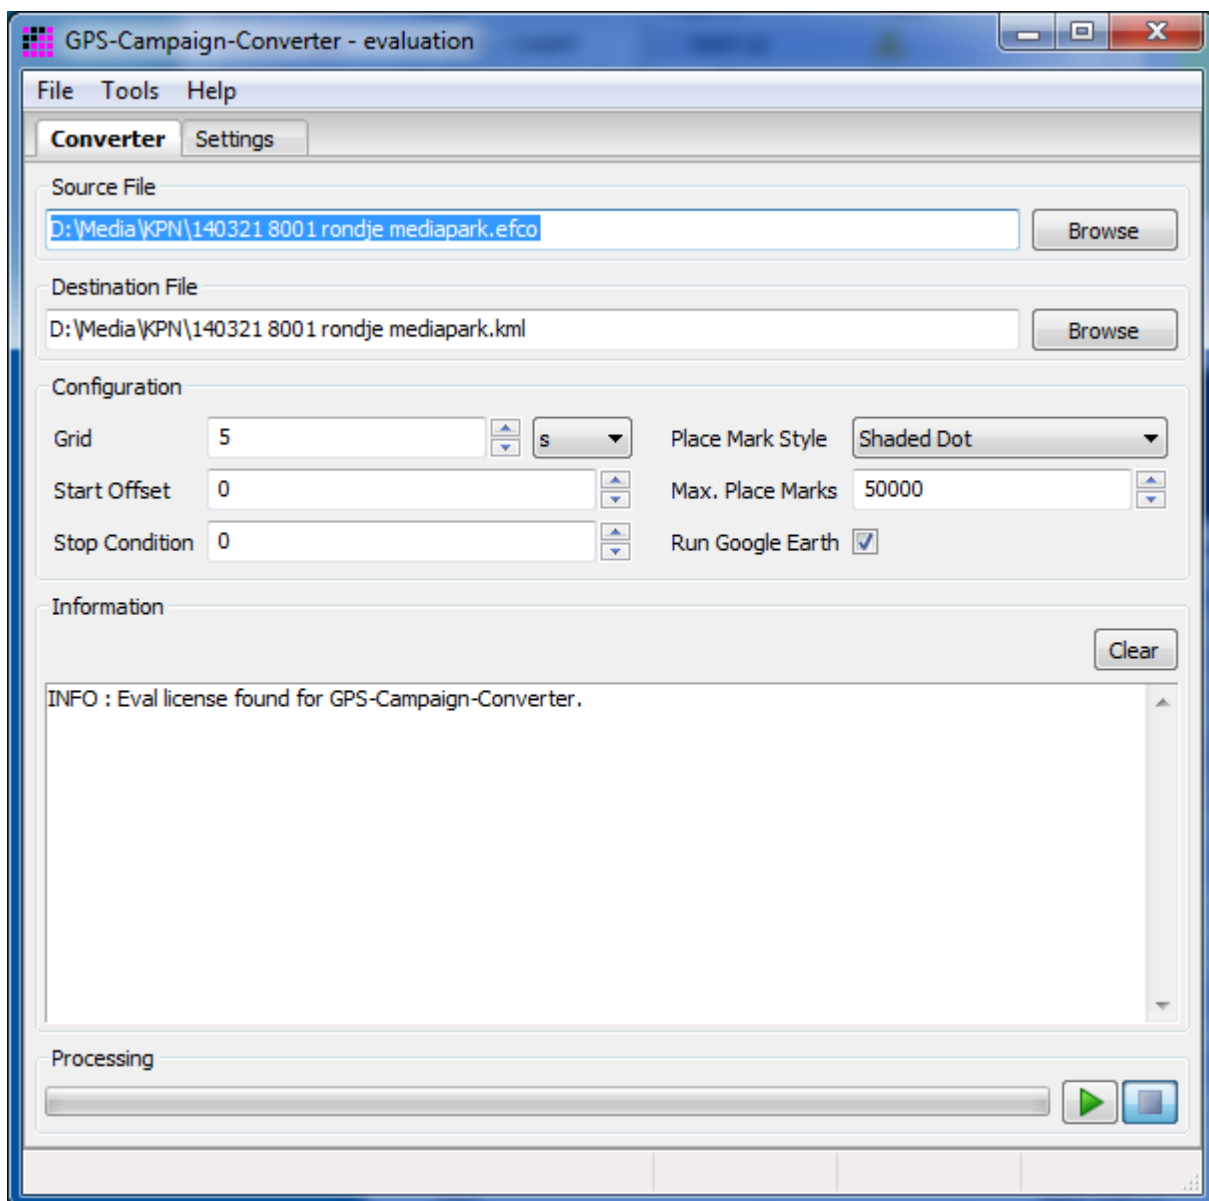 GPS-Campaign-Converter - evaluation
File Tools Help
Converter Settings
Source File
D:\Media\KPN\140321 8001 rondje mediapark.efco Browse
Destination File
D:\Media\KPN\140321 8001 rondje mediapark.kml Browse
Configuration
Grid 5 s Place Mark Style Shaded Dot
Start Offset 0 Max. Place Marks 50000
Stop Condition 0 Run Google Earth
Information
Clear
INFO : Eval license found for GPS-Campaign-Converter.
Processing